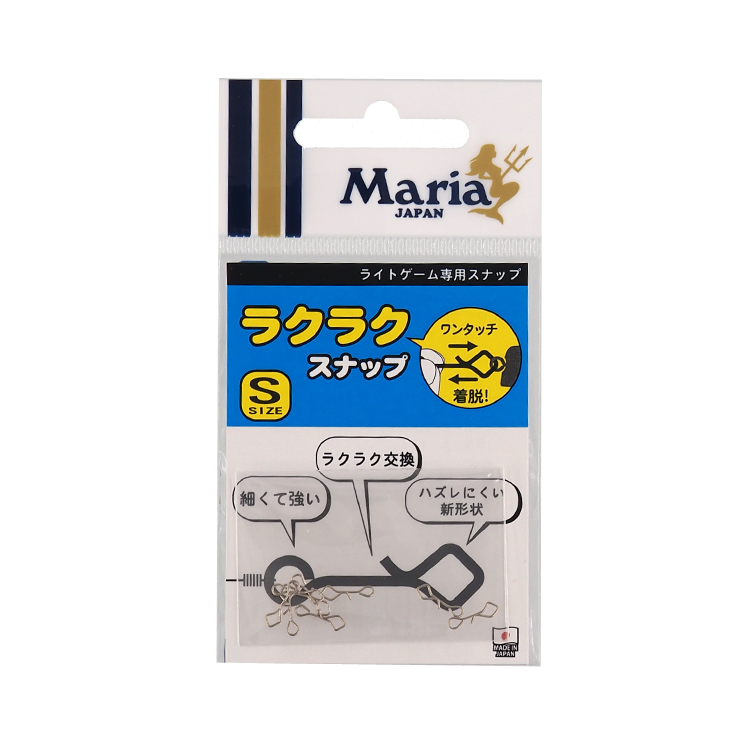 Maria
JAPAN
ライトゲーム専用スナップ
ラクラク
スナップ
S
SIZE
ワンタッチ
着脱!
ラクラク交換
細くて強い
ハズレにくい
新形状
MADE IN
JAPAN